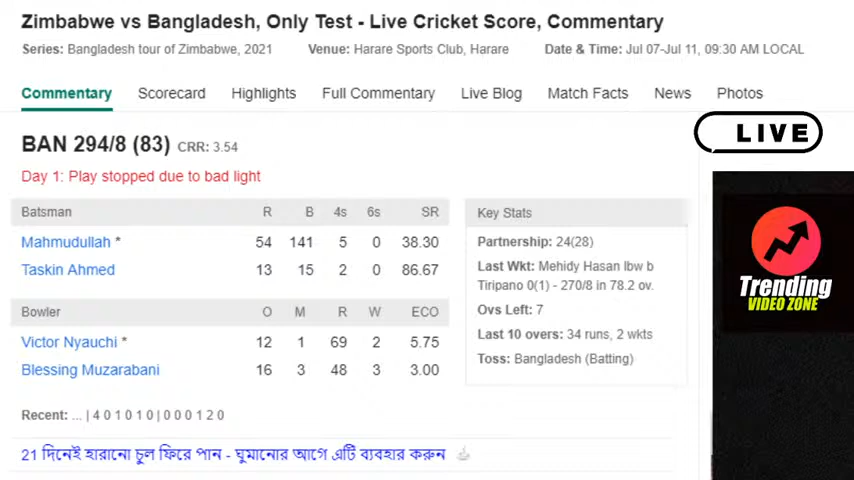 Zimbabwe vs Bangladesh, Only Test - Live Cricket Score, Commentary
Series: Bangladesh tour of Zimbabwe, 2021 Venue: Harare Sports Club, Harare Date & Time: Jul 07-Jul 11, 09:30 AM LOCAL
Commentary Scorecard Highlights Full Commentary Live Blog Match Facts News Photos
LIVE
BAN 294/8 (83) CRR: 3.54
Day 1: Play stopped due to bad light
Batsman R B 4s 6s SR
Mahmudullah * 54 141 5 0 38.30
Taskin Ahmed 13 15 2 0 86.67
Bowler O M R W ECO
Victor Nyauchi * 12 1 69 2 5.75
Blessing Muzarabani 16 3 48 3 3.00
Key Stats
Partnership: 24(28)
Last Wkt: Mehidy Hasan lbw b
Tiripano 0(1) - 270/8 in 78.2 ov.
Ovs Left: 7
Last 10 overs: 34 runs, 2 wkts
Toss: Bangladesh (Batting)
Trending
VIDEO ZONE
Recent: ... | 4 0 1 0 1 0 | 0 0 0 1 2 0
21 দিনেই হারানো চুল ফিরে পান - ঘুমানোর আগে এটি ব্যবহার করুন